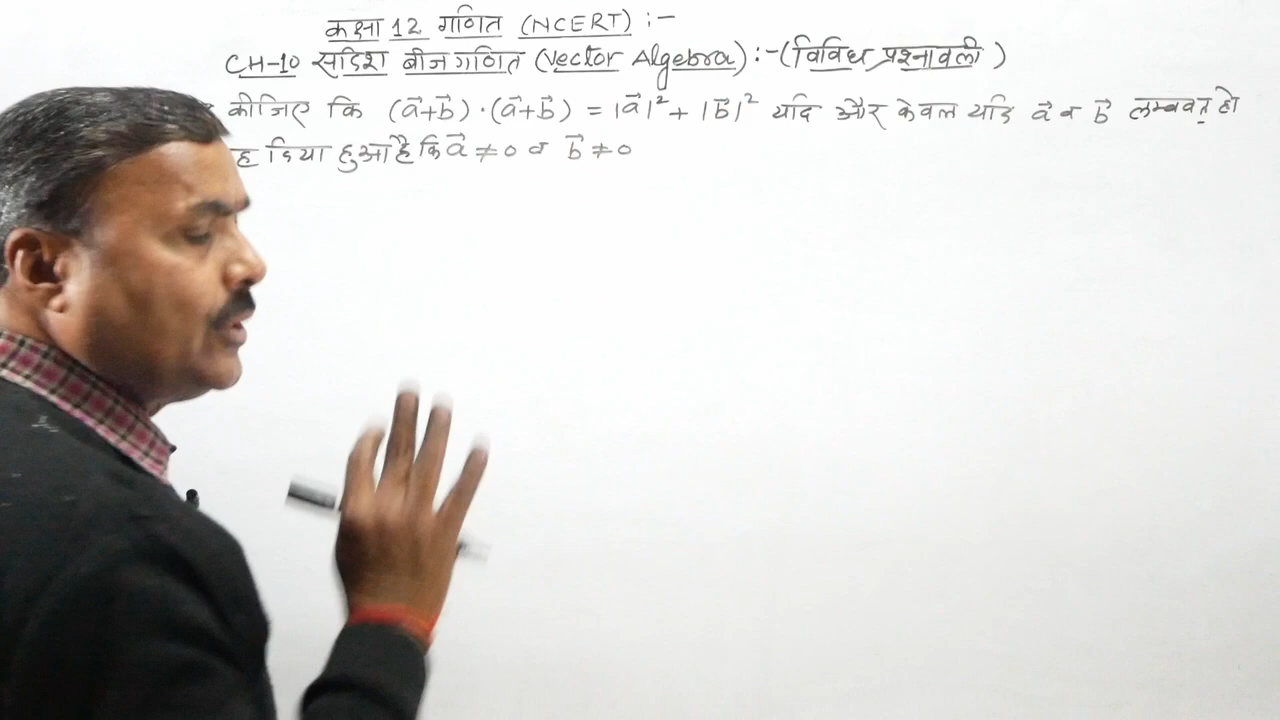 कक्षा 12 गणित (NCERT) :-
CH-10 सदिश बीजगणित (Vector Algebra) :- (विविध प्रश्नावली )
कीजिए कि (a⃗+b⃗)·(a⃗+b⃗) = |a⃗|²+ |b⃗|² यदि और केवल यदि a⃗ व b⃗ लम्बवत् हो
दिया हुआ है कि a⃗ ≠ 0 व b⃗ ≠ 0